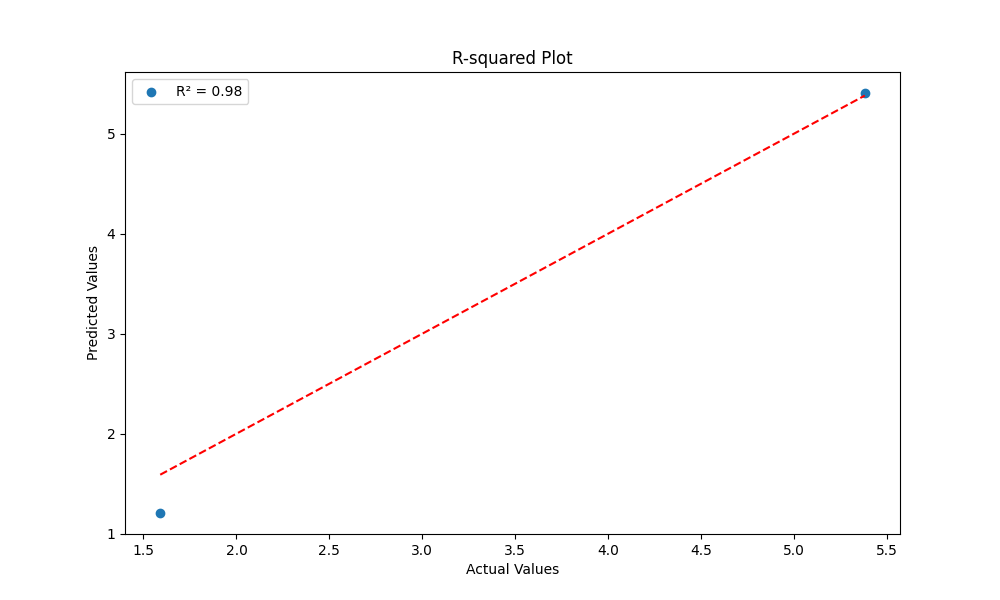 R-squared Plot
R² = 0.98
Predicted Values
5
4
3
2
1
1.5 2.0 2.5 3.0 3.5 4.0 4.5 5.0 5.5
Actual Values